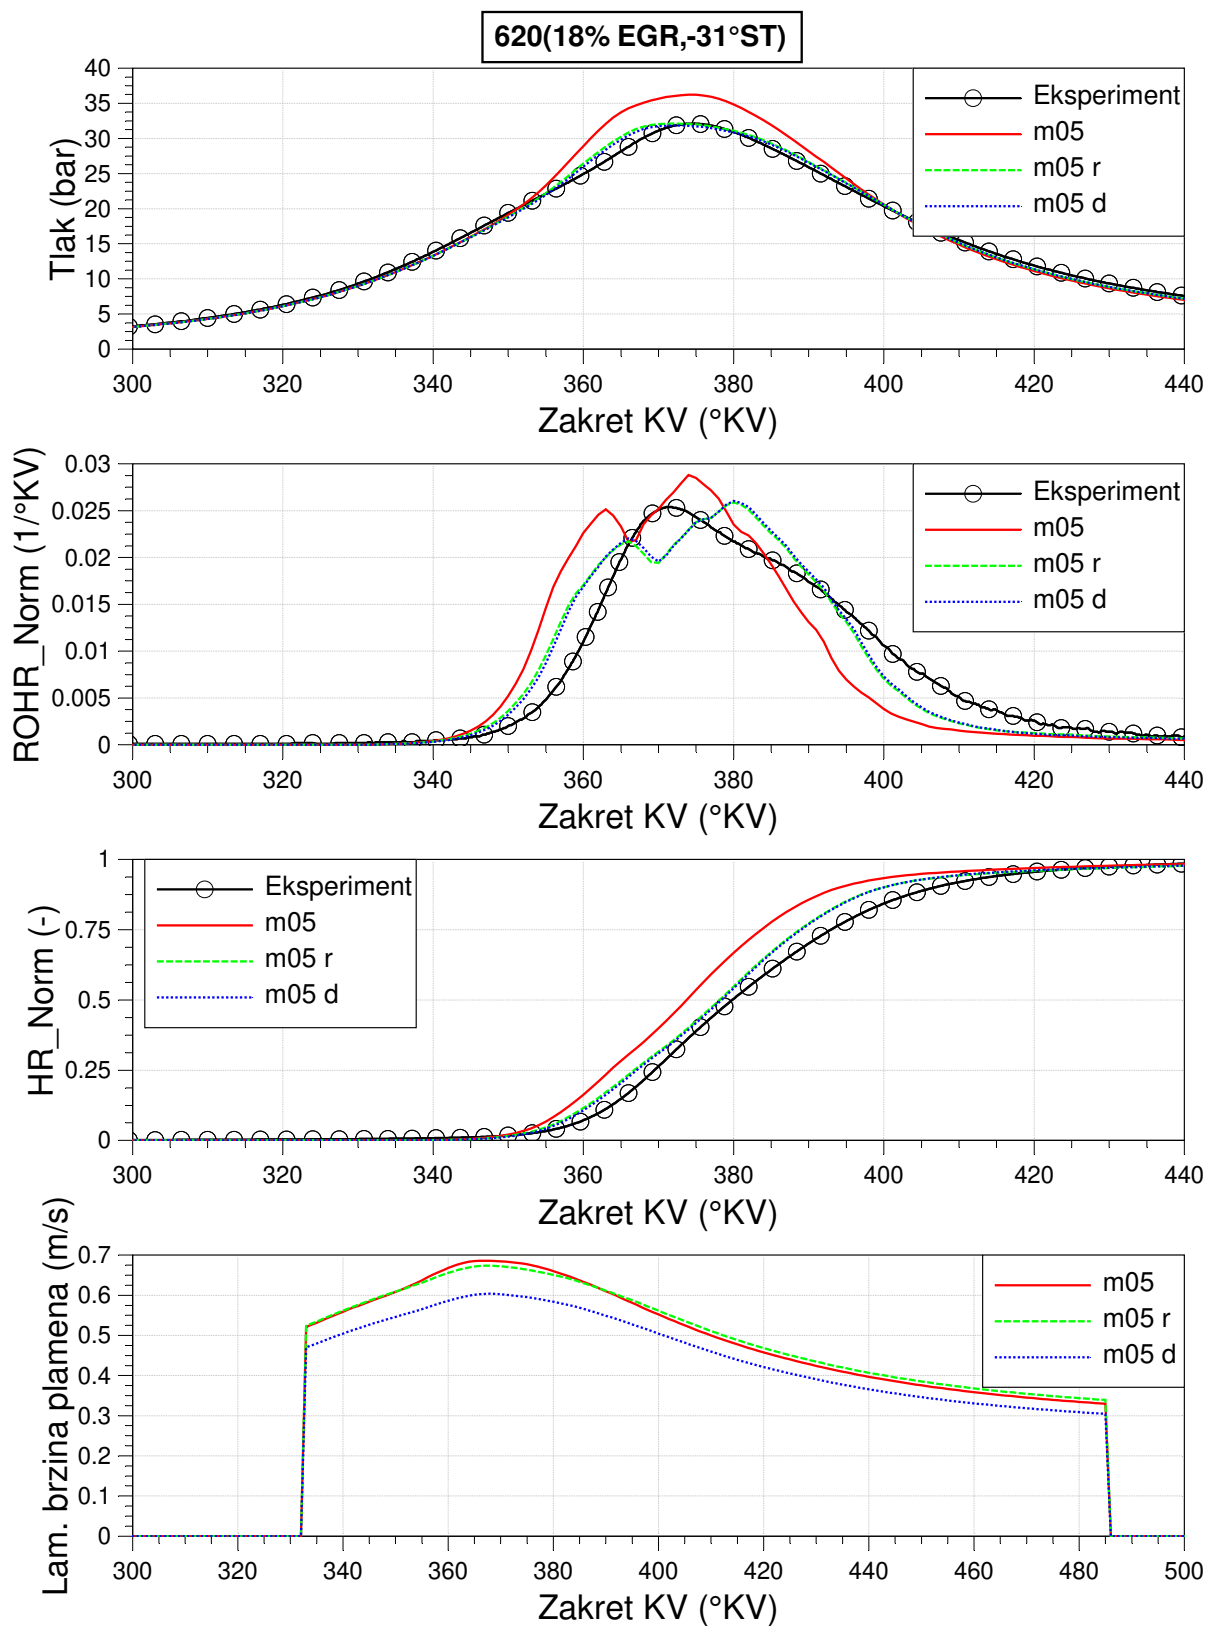 620(18% EGR,-31°ST)
Tlak (bar)
40
35
30
25
20
15
10
5
0
Eksperiment
m05
m05 r
m05 d
300 320 340 360 380 400 420 440
Zakret KV (°KV)
ROHR_Norm (1/°KV)
0.03
0.025
0.02
0.015
0.01
0.005
0
Eksperiment
m05
m05 r
m05 d
300 320 340 360 380 400 420 440
Zakret KV (°KV)
HR_Norm (-)
1
0.75
0.5
0.25
0
Eksperiment
m05
m05 r
m05 d
300 320 340 360 380 400 420 440
Zakret KV (°KV)
Lam. brzina plamena (m/s)
0.7
0.6
0.5
0.4
0.3
0.2
0.1
0
m05
m05 r
m05 d
300 320 340 360 380 400 420 440 460 480 500
Zakret KV (°KV)